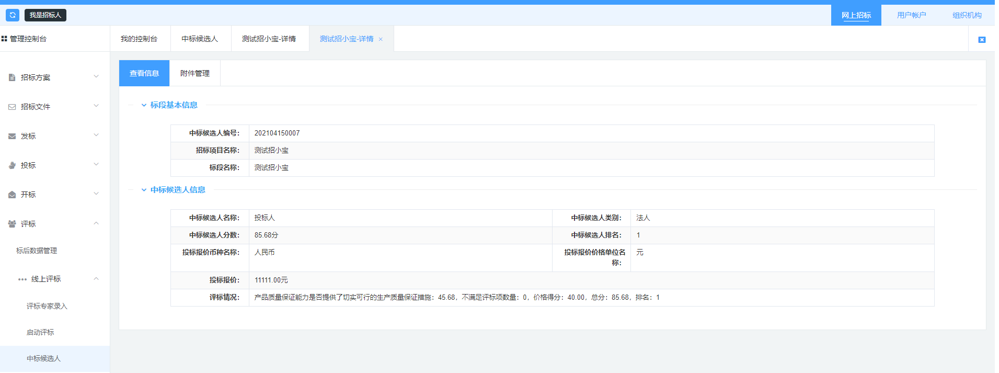 我是招标人
网上招标 用户帐户 组织机构
管理控制台
我的控制台 中标候选人 测试招小宝-详情 测试招小宝-详情 ×
招标方案
招标文件
发标
投标
开标
评标
标后数据管理
线上评标
评标专家录入
启动评标
中标候选人
查看信息 附件管理
标段基本信息
中标候选人编号： 202104150007
招标项目名称： 测试招小宝
标段名称： 测试招小宝
中标候选人信息
中标候选人名称： 投标人 中标候选人类别： 法人
中标候选人分数： 85.68分 中标候选人排名： 1
投标报价币种名称： 人民币 投标报价价格单位名 元
称：
投标报价： 11111.00元
评标情况： 产品质量保证能力是否提供了切实可行的生产质量保证措施：45.68，不满足评标项数量：0，价格得分：40.00，总分：85.68，排名：1